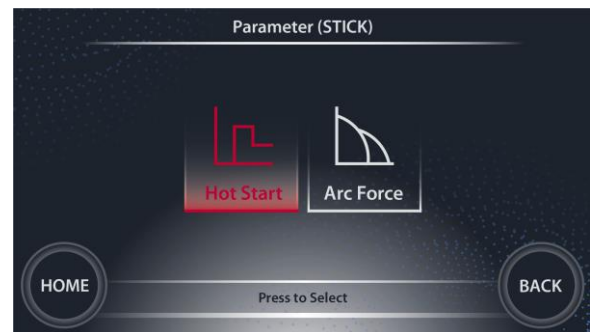 Parameter (STICK)
Hot Start
Arc Force
HOME
Press to Select
BACK